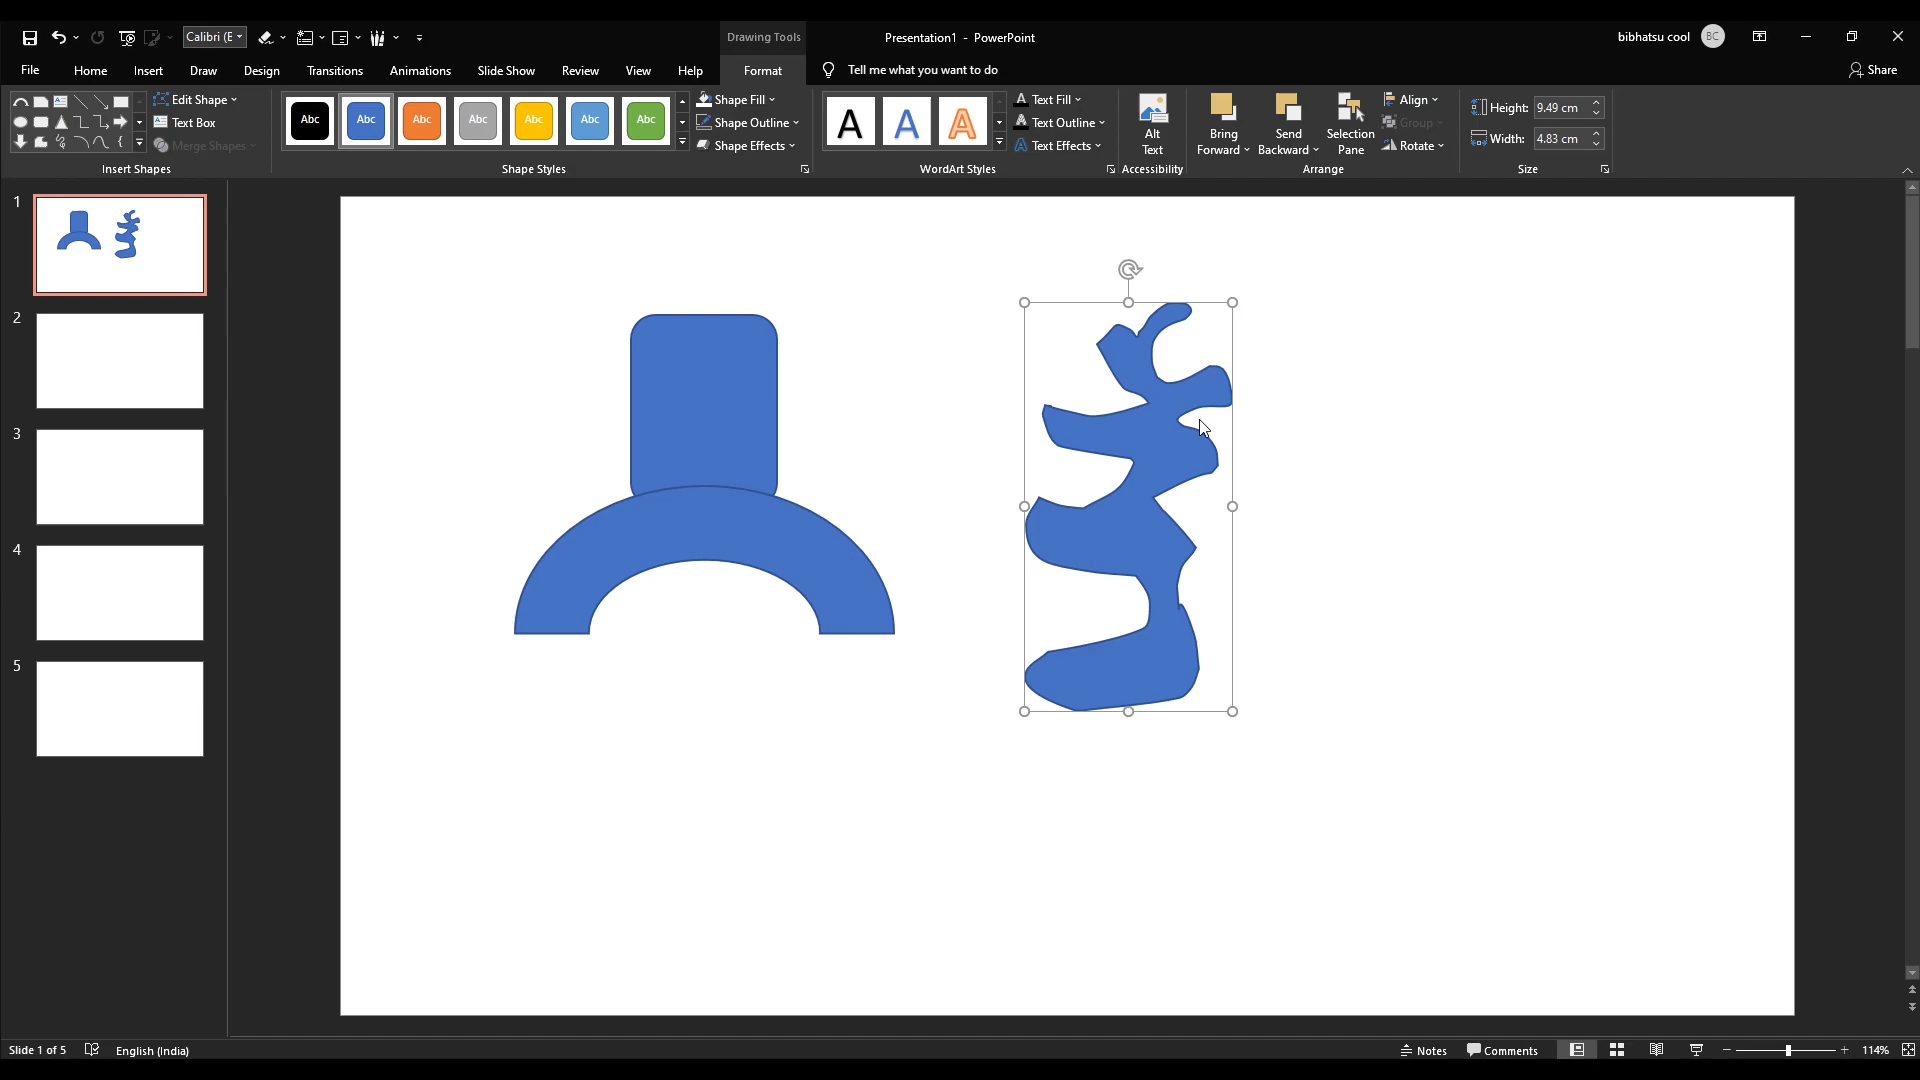 Calibri (E
Drawing Tools
Presentation1 - PowerPoint
bibhatsu cool
BC
File
Home
Insert
Draw
Design
Transitions
Animations
Slide Show
Review
View
Help
Format
Tell me what you want to do
Share
Edit Shape
Text Box
Merge Shapes
Insert Shapes
Abc
Abc
Abc
Abc
Abc
Abc
Abc
Shape Fill
Shape Outline
Shape Effects
Shape Styles
A
A
A
Text Fill
Text Outline
Text Effects
WordArt Styles
Alt
Text
Accessibility
Bring
Forward
Send
Backward
Selection
Pane
Align
Group
Rotate
Arrange
Height: 9.49 cm
Width: 4.83 cm
Size
1
2
3
4
5
Slide 1 of 5
English (India)
Notes
Comments
114%